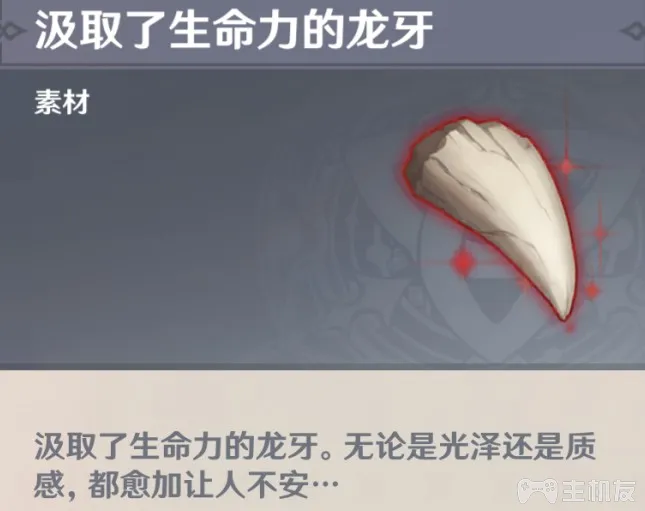 汲取了生命力的龙牙
素材
汲取了生命力的龙牙。无论是光泽还是质
感，都愈加让人不安…
主机友